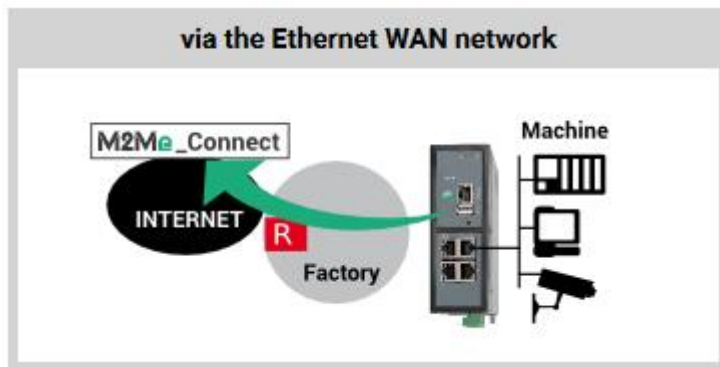 via the Ethernet WAN network
M2Me_Connect
Machine
INTERNET
R
Factory